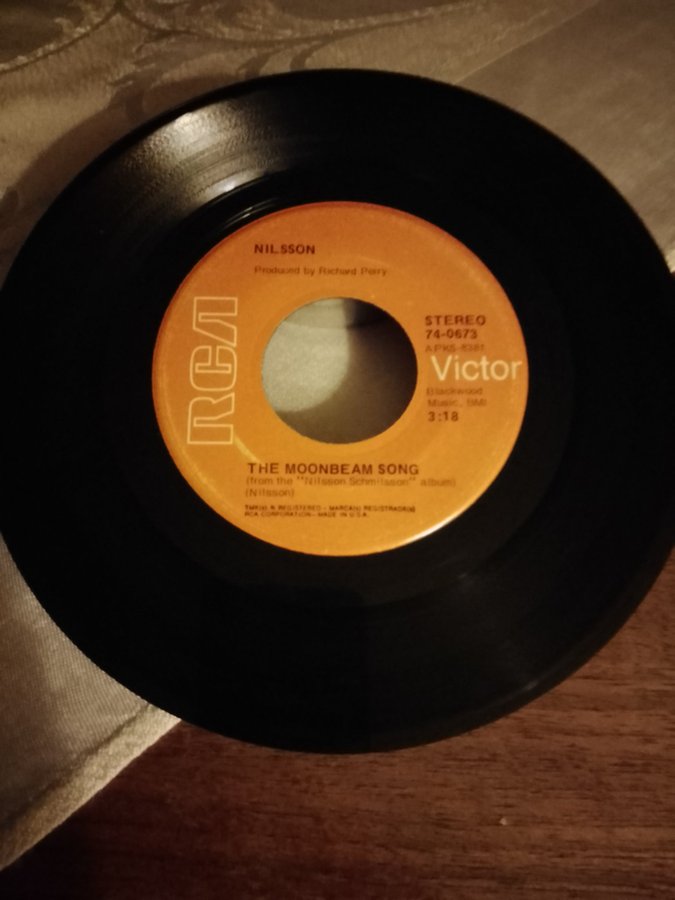 NILSSON
Produced by Richard Perry
RCA
STEREO
74-0673
APKS-5381
Victor
Blackwood
Music, BMI
3:18
THE MOONBEAM SONG
(from the "Nilsson Schmilsson" album)
(Nilsson)
TMK(s) ® REGISTERED – MARCA(s) REGISTRADA(s)
RCA CORPORATION – MADE IN U.S.A.